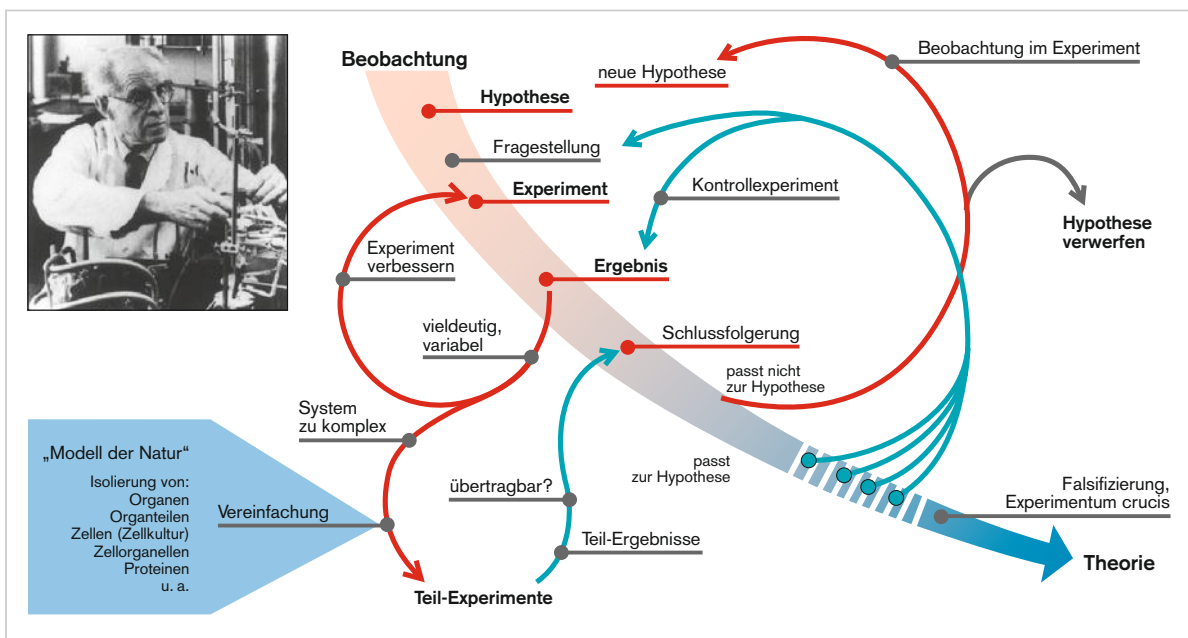 Beobachtung
Beobachtung im Experiment
neue Hypothese
Hypothese
Fragestellung
Experiment
Kontrollexperiment
Hypothese
verwerfen
Experiment
verbessern
Ergebnis
vieldeutig,
variabel
Schlussfolgerung
passt nicht
zur Hypothese
System
zu komplex
„Modell der Natur“
Isolierung von:
Organen
Organteilen
Zellen (Zellkultur)
Zellorganellen
Proteinen
u. a.
Vereinfachung
passt
zur Hypothese
übertragbar?
Teil-Ergebnisse
Falsifizierung,
Experimentum crucis
Theorie
Teil-Experimente